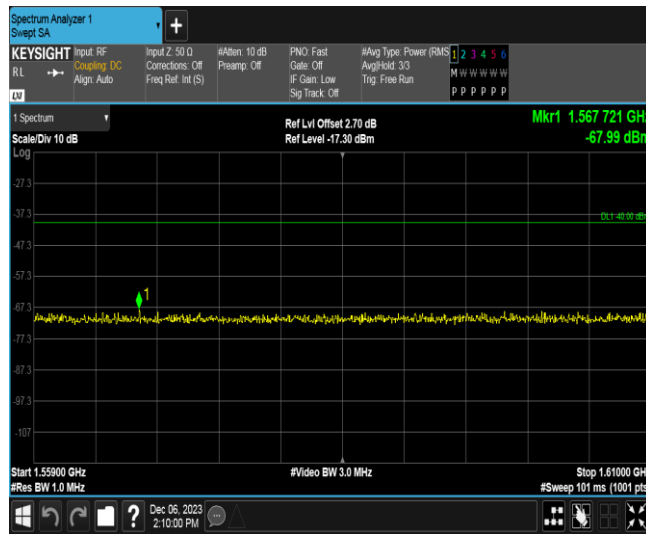 Spectrum Analyzer 1
Swept SA
+
KEYSIGHT
RL
LXI
Input: RF
Coupling: DC
Align: Auto
Input Z: 50 Ω
Corrections: Off
Freq Ref: Int (S)
#Atten: 10 dB
Preamp: Off
PNO: Fast
Gate: Off
IF Gain: Low
Sig Track: Off
#Avg Type: Power (RMS
Avg|Hold: 3/3
Trig: Free Run
1 2 3 4 5 6
M W W W W W
P P P P P P
1 Spectrum
Scale/Div 10 dB
Log
Ref Lvl Offset 2.70 dB
Ref Level -17.30 dBm
Mkr1 1.567 721 GH
-67.99 dBm
-27.3
-37.3
DL1 -40.00 dB
-47.3
-57.3
1
-67.3
-77.3
-87.3
-97.3
-107
Start 1.55900 GHz
#Res BW 1.0 MHz
#Video BW 3.0 MHz
Stop 1.61000 GH
#Sweep 101 ms (1001 pts
?
Dec 06, 2023
2:10:00 PM